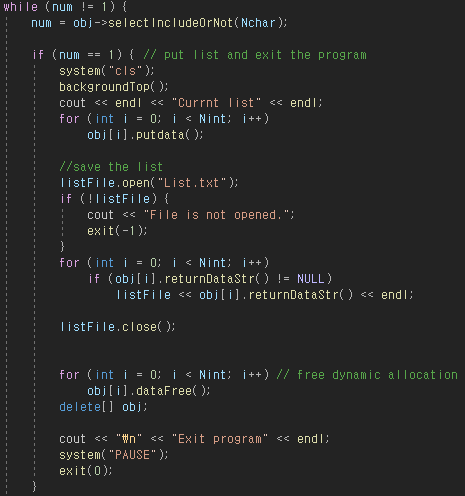 while (num != 1) {
num = obj->selectIncludeOrNot(Nchar);
if (num == 1) { // put list and exit the program
system("cls");
backgroundTop();
cout << endl << "Currnt list" << endl;
for (int i = 0; i < Nint; i++)
obj[i].putdata();
//save the list
listFile.open("List.txt");
if (!listFile) {
cout << "File is not opened.";
exit(-1);
}
for (int i = 0; i < Nint; i++)
if (obj[i].returnDataStr() != NULL)
listFile << obj[i].returnDataStr() << endl;
listFile.close();
for (int i = 0; i < Nint; i++) // free dynamic allocation
obj[i].dataFree();
delete[] obj;
cout << "₩n" << "Exit program" << endl;
system("PAUSE");
exit(0);
}